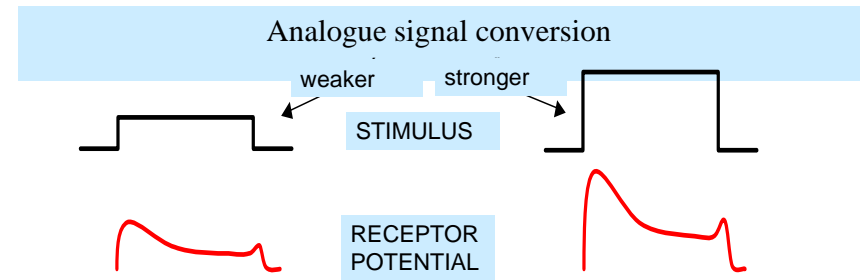 Analogue signal conversion
weaker
stronger
STIMULUS
RECEPTOR
POTENTIAL